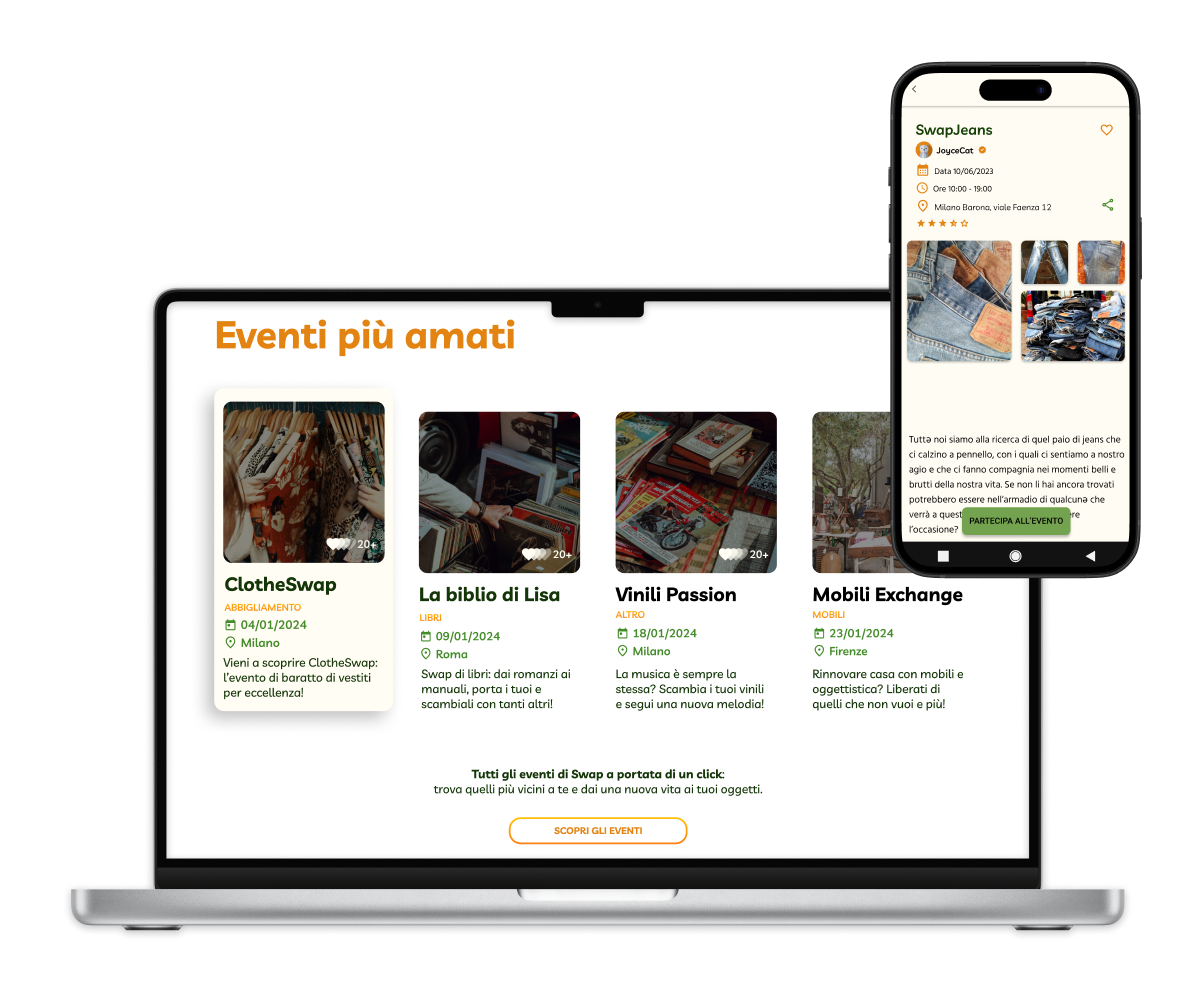 Eventi più amati
20+
ClotheSwap
ABBIGLIAMENTO
04/01/2024
Milano
Vieni a scoprire ClotheSwap:
l'evento di baratto di vestiti
per eccellenza!
20+
La biblio di Lisa
LIBRI
09/01/2024
Roma
Swap di libri: dai romanzi ai
manuali, porta i tuoi e
scambiali con tanti altri!
20+
Vinili Passion
ALTRO
18/01/2024
Milano
La musica è sempre la
stessa? Scambia i tuoi vinili
e segui una nuova melodia!
Mobili Exchange
MOBILI
23/01/2024
Firenze
Rinnovare casa con mobili e
oggettistica? Liberati di
quelli che non vuoi e più!
Tutti gli eventi di Swap a portata di un click:
trova quelli più vicini a te e dai una nuova vita ai tuoi oggetti.
SCOPRI GLI EVENTI
SwapJeans
JoyceCat
Data 10/06/2023
Ore 10:00 - 19:00
Milano Barona, viale Faenza 12
Tuttə noi siamo alla ricerca di quel paio di jeans che
ci calzino a pennello, con i quali ci sentiamo a nostro
agio e che ci fanno compagnia nei momenti belli e
brutti della nostra vita. Se non li hai ancora trovati
potrebbero essere nell'armadio di qualcunə che
verrà a quest ere
l'occasione?
PARTECIPA ALL'EVENTO